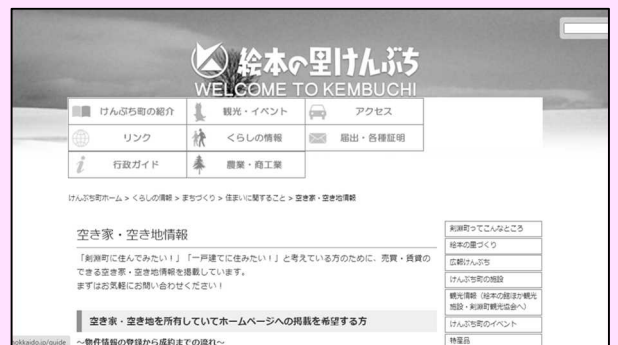 絵本の里けんぶち
WELCOME TO KEMBUCHI
けんぶち町の紹介
観光・イベント
アクセス
リンク
くらしの情報
届出・各種証明
行政ガイド
農業・商工業
けんぶち町ホーム > くらしの情報 > まちづくり > 住まいに関すること > 空き家・空き地情報
空き家・空き地情報
「剣淵町に住んでみたい！」「一戸建てに住みたい！」と考えている方のために、売買・賃貸の
できる空き家・空き地情報を掲載しています。
まずはお気軽にお問い合わせください！
空き家・空き地を所有していてホームページへの掲載を希望する方
～物件情報の登録から成約までの流れ～
剣淵町ってこんなところ
絵本の里づくり
広報けんぶち
けんぶち町の施設
観光情報（絵本の館ほか観光
施設・剣淵町観光協会へ）
けんぶち町のイベント
特産品
hokkaido.jp/guide